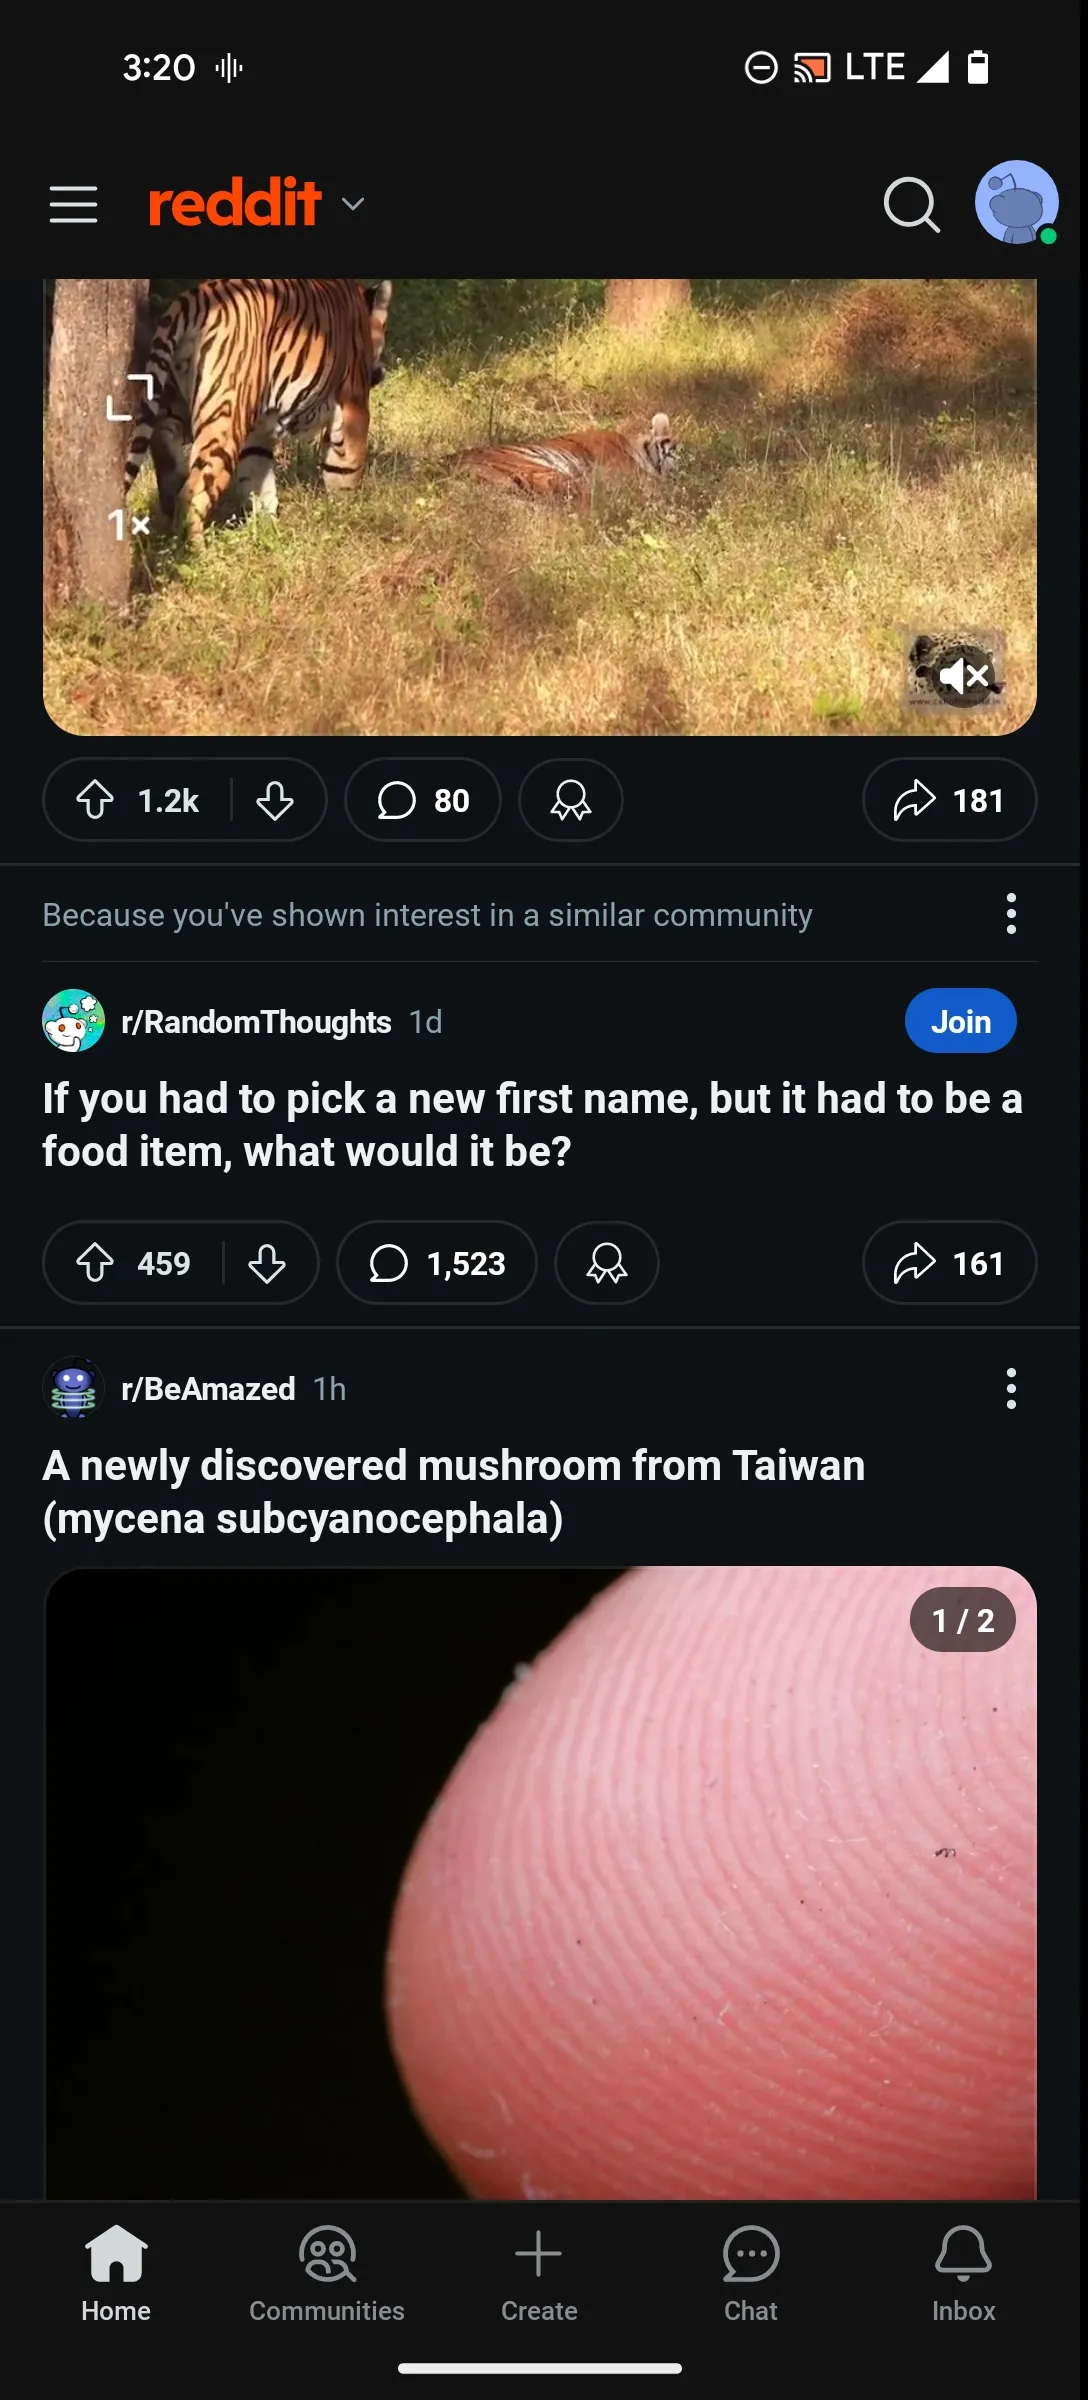 3:20 LTE
reddit
1×
1.2k 80 181
Because you've shown interest in a similar community
r/RandomThoughts 1d Join
If you had to pick a new first name, but it had to be a
food item, what would it be?
459 1,523 161
r/BeAmazed 1h
A newly discovered mushroom from Taiwan
(mycena subcyanocephala)
1 / 2
Home Communities Create Chat Inbox